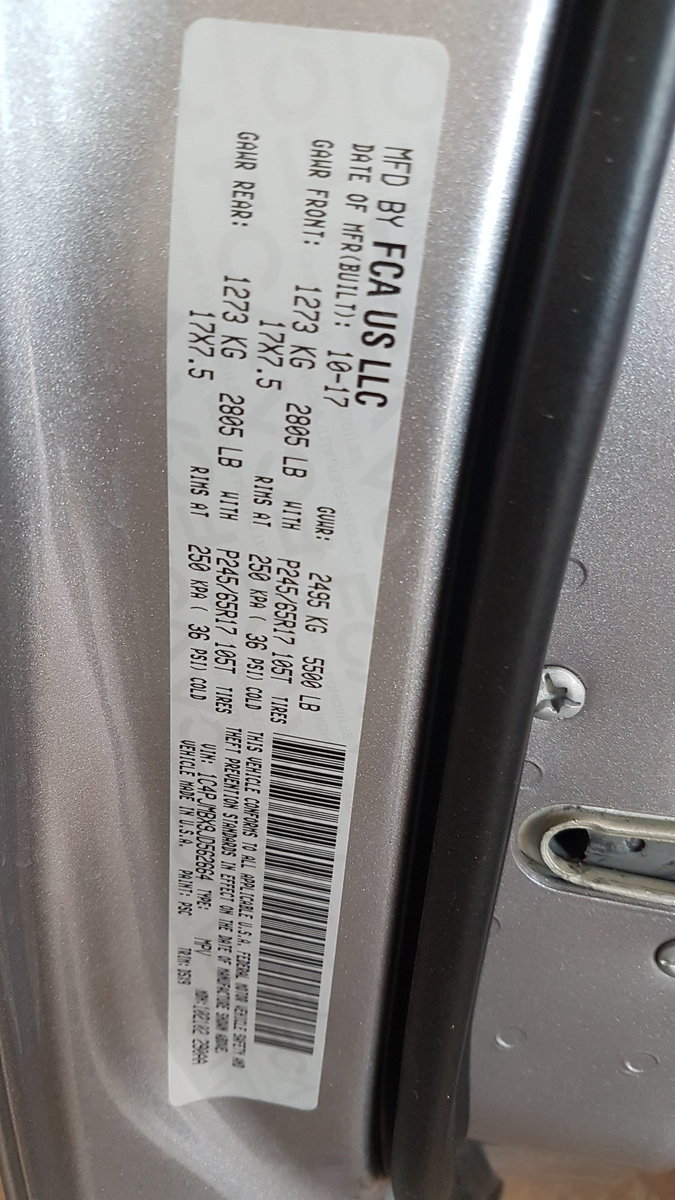 MFD BY FCA US LLC
DATE OF MFR(BUILT): 10-17 GVWR: 2495 KG 5500 LB
GAWR FRONT: 1273 KG 2805 LB WITH P245/65R17 105T TIRES
17X7.5 RIMS AT 250 KPA ( 36 PSI) COLD
GAWR REAR: 1273 KG 2805 LB WITH P245/65R17 105T TIRES
17X7.5 RIMS AT 250 KPA ( 36 PSI) COLD
THIS VEHICLE CONFORMS TO ALL APPLICABLE U.S.A. FEDERAL MOTOR VEHICLE SAFETY AND
THEFT PREVENTION STANDARDS IN EFFECT ON THE DATE OF MANUFACTURE SHOWN ABOVE.
VIN: 1C4PJMBX9JD562664 TYPE: MPV
VEHICLE MADE IN U.S.A. PAINT: PSC TRIM: